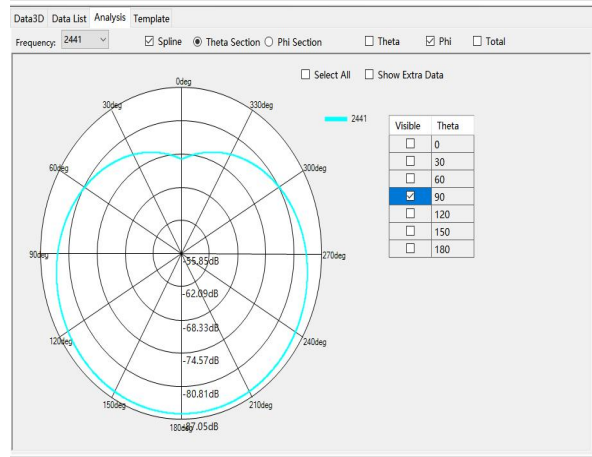 Data3D Data List Analysis Template
Frequency: 2441 Spline Theta Section Phi Section Theta Phi Total
Select All Show Extra Data
0deg
30deg 330deg
2441
Visible Theta
0
30
60
90
120
150
180
60deg 300deg
90deg 270deg
-55.85dB
-62.09dB
-68.33dB
120deg 240deg
-74.57dB
-80.81dB
150deg 210deg
180deg -87.05dB